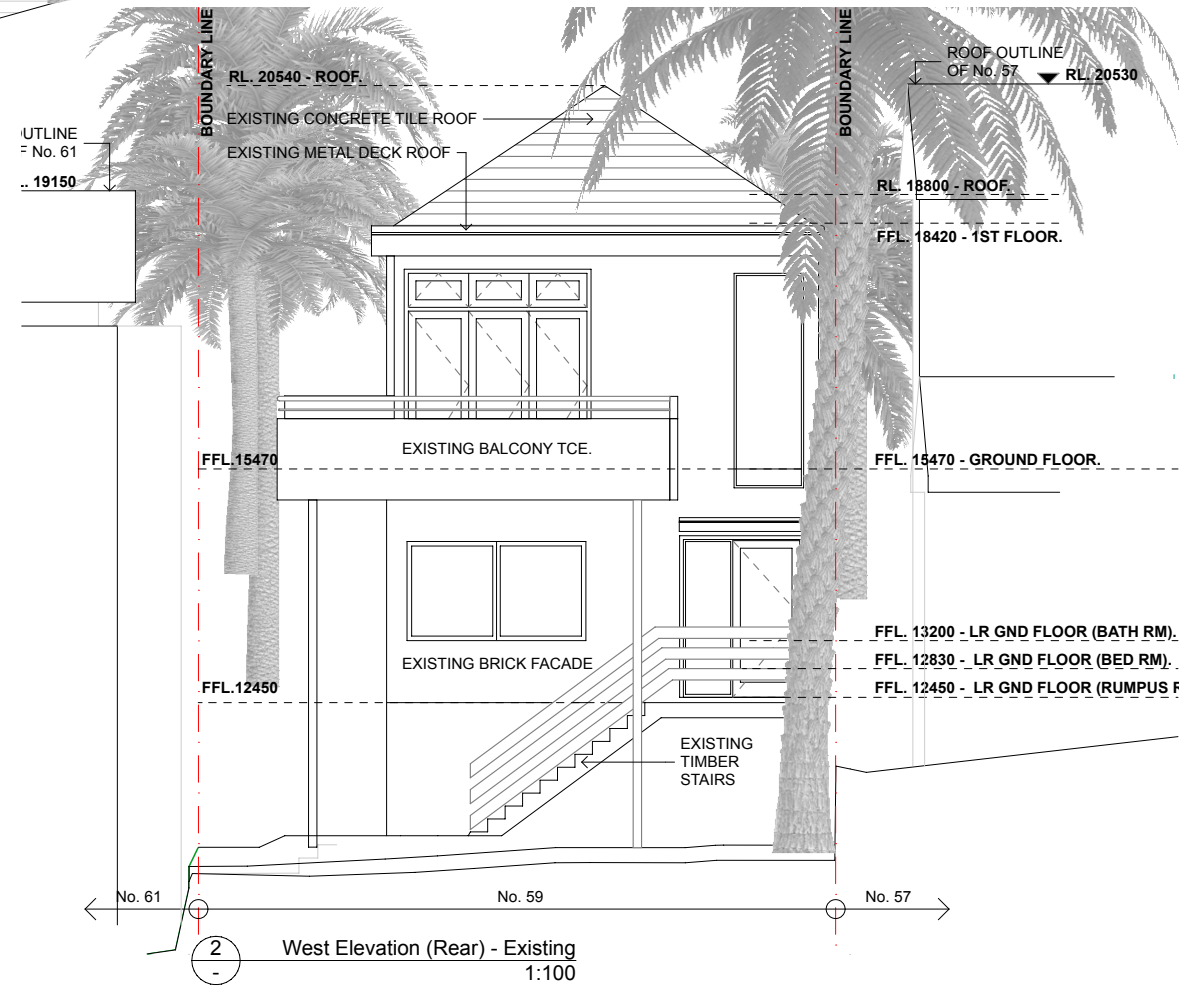 BOUNDARY LINE
BOUNDARY LINE
ROOF OUTLINE
OF No. 57
RL. 20530
RL. 20540 - ROOF.
EXISTING CONCRETE TILE ROOF
EXISTING METAL DECK ROOF
UTLINE
F No. 61
.. 19150
RL. 18800 - ROOF.
FFL. 18420 - 1ST FLOOR.
EXISTING BALCONY TCE.
FFL.15470
FFL. 15470 - GROUND FLOOR.
FFL. 13200 - LR GND FLOOR (BATH RM).
EXISTING BRICK FACADE
FFL. 12830 - LR GND FLOOR (BED RM).
FFL.12450
FFL. 12450 - LR GND FLOOR (RUMPUS R
EXISTING
TIMBER
STAIRS
No. 61
No. 59
No. 57
2
-
West Elevation (Rear) - Existing
1:100